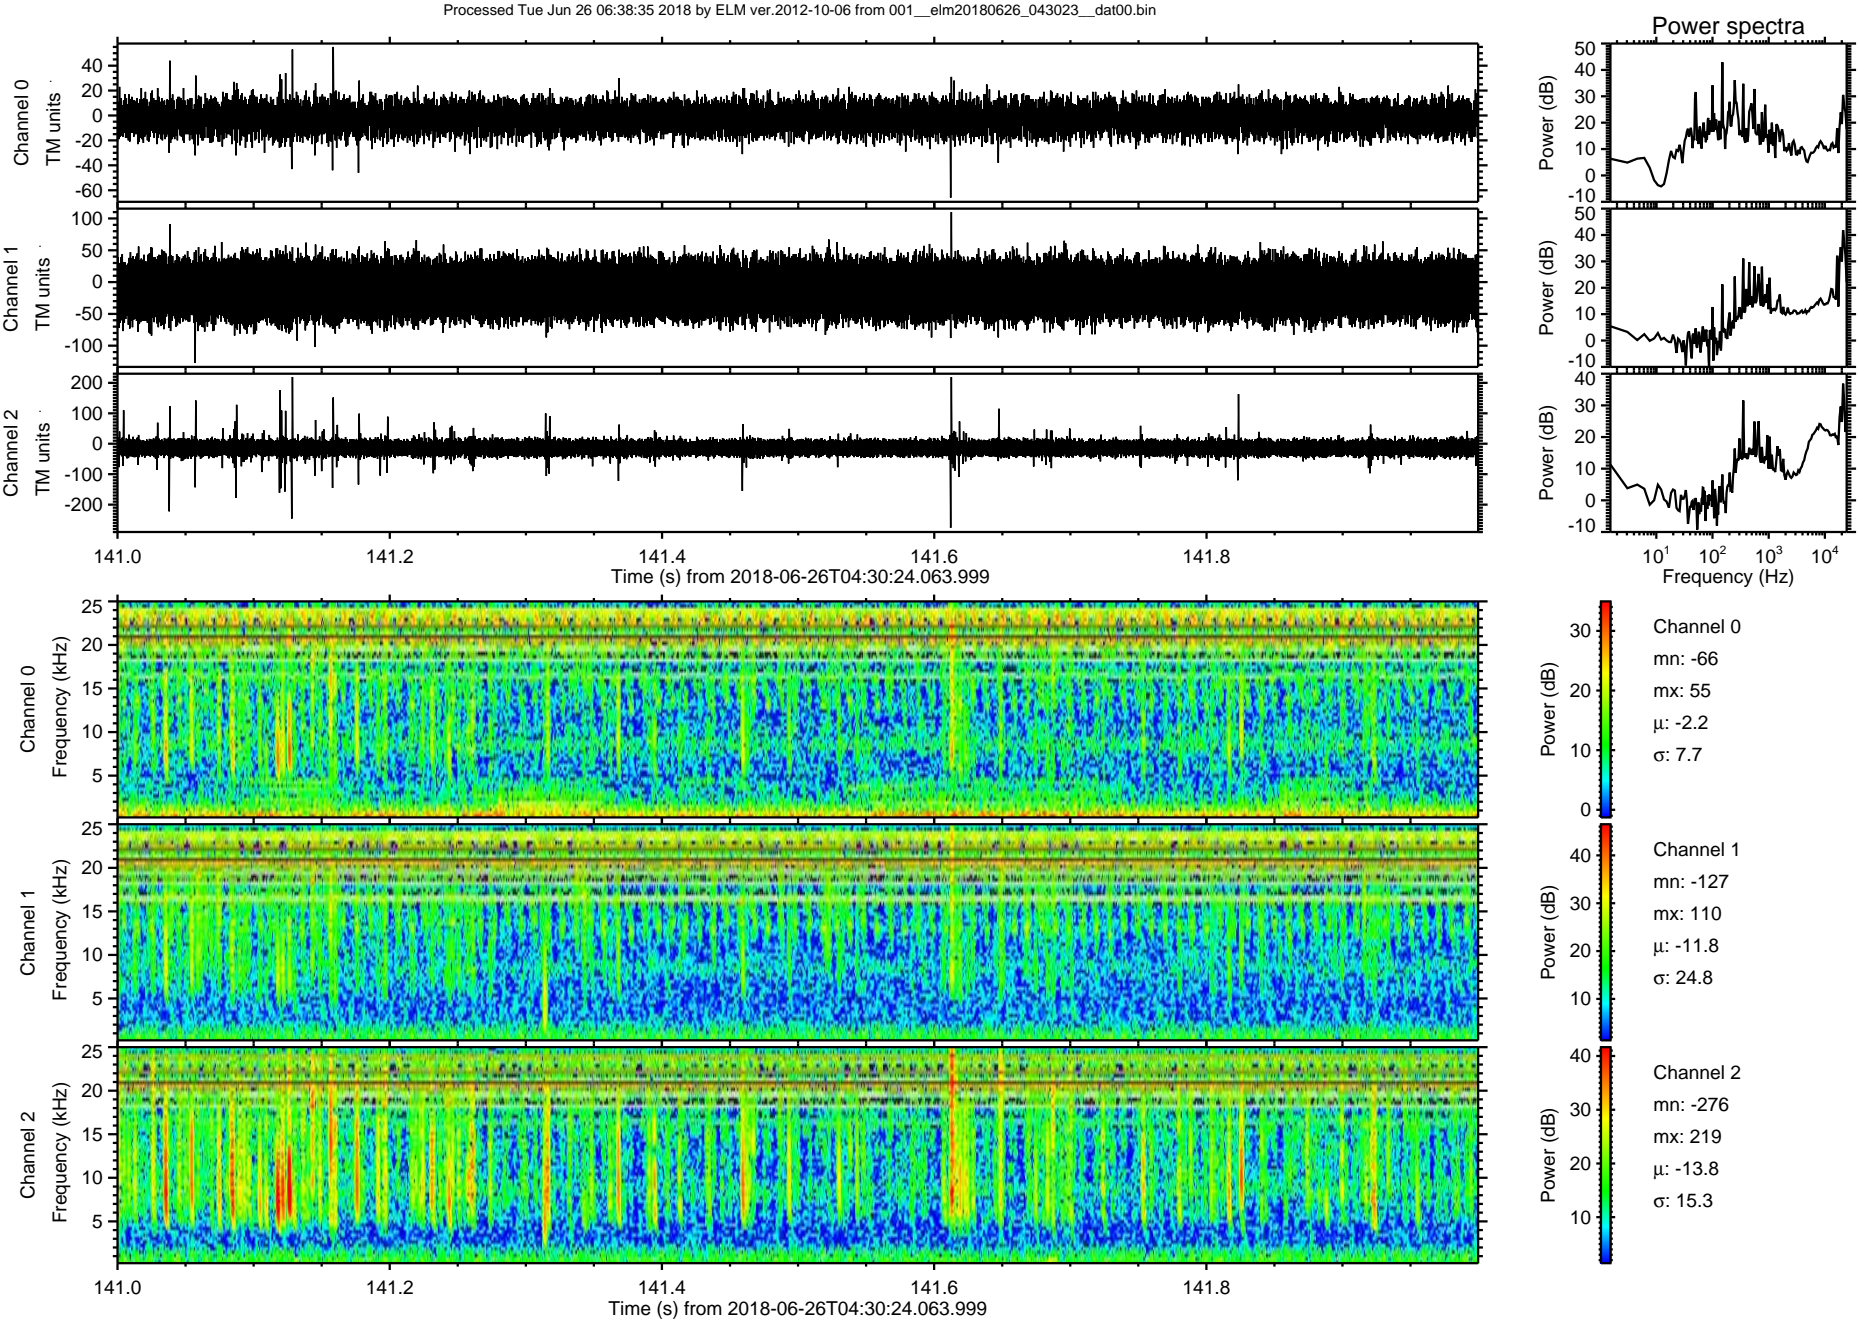 Processed Tue Jun 26 06:38:35 2018 by ELM ver.2012-10-06 from 001__elm20180626_043023__dat00.bin
Power spectra
Channel 0
TM units
40
20
0
-20
-40
-60
Power (dB)
50
40
30
20
10
0
-10
Channel 1
TM units
100
50
0
-50
-100
Power (dB)
50
40
30
20
10
0
-10
Channel 2
TM units
200
100
0
-100
-200
Power (dB)
40
30
20
10
0
-10
141.0 141.2 141.4 141.6 141.8
Time (s) from 2018-06-26T04:30:24.063.999
10¹ 10² 10³ 10⁴
Frequency (Hz)
Channel 0
Frequency (kHz)
25
20
15
10
5
Power (dB)
30
20
10
0
Channel 0
mn: -66
mx: 55
µ: -2.2
σ: 7.7
Channel 1
Frequency (kHz)
25
20
15
10
5
Power (dB)
40
30
20
10
Channel 1
mn: -127
mx: 110
µ: -11.8
σ: 24.8
Channel 2
Frequency (kHz)
25
20
15
10
5
Power (dB)
40
30
20
10
Channel 2
mn: -276
mx: 219
µ: -13.8
σ: 15.3
141.0 141.2 141.4 141.6 141.8
Time (s) from 2018-06-26T04:30:24.063.999